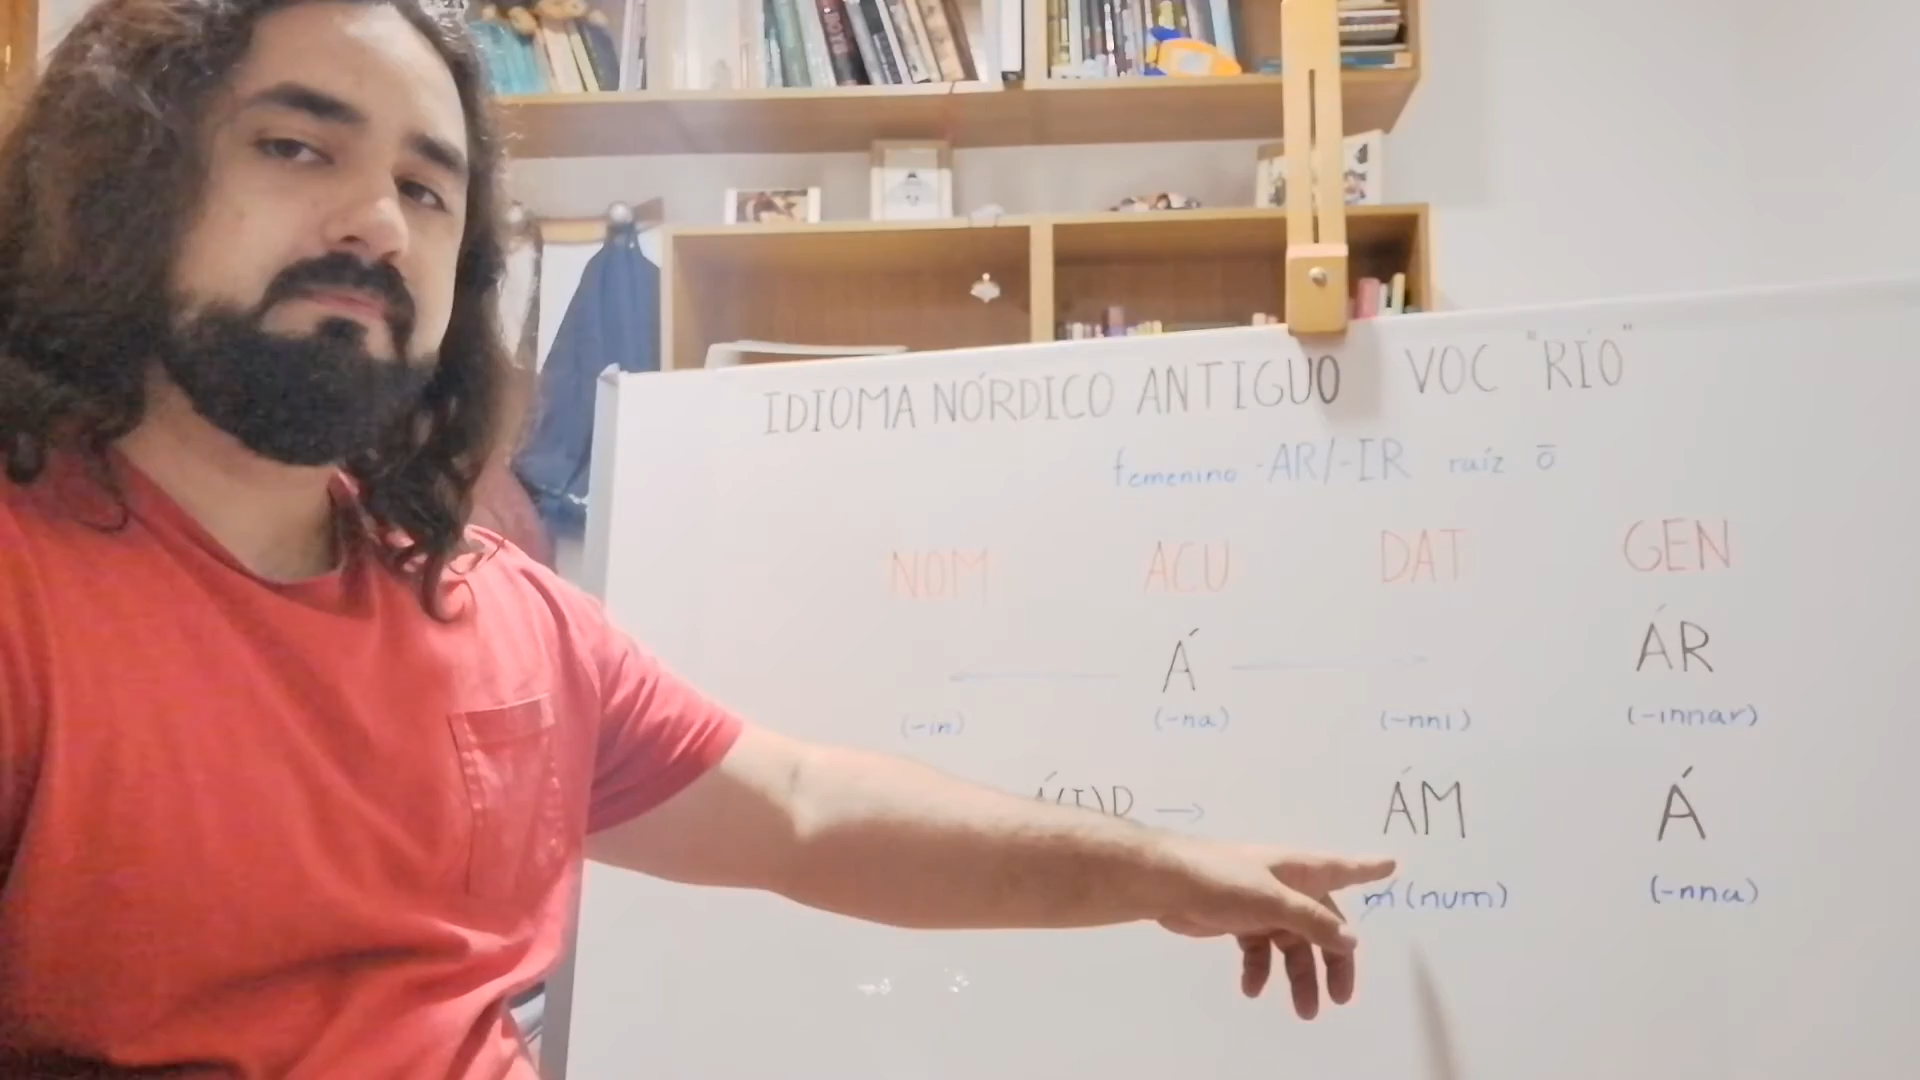 IDIOMA NÓRDICO ANTIGUO VOC "RÍO"
femenino -AR/-IR raíz ō
NOM ACU DAT GEN
Á ÁR
(-in) (-na) (-nni) (-innar)
Á(I)R → ÁM Á
m(num) (-nna)